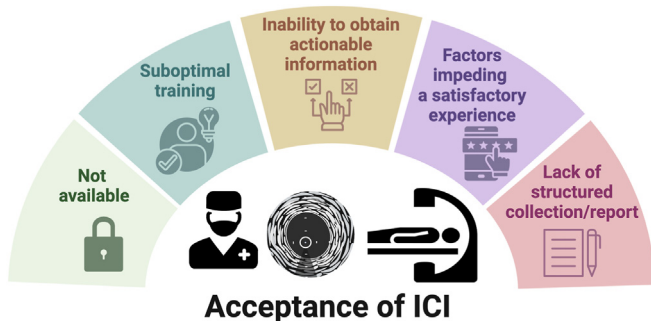 Not
available
Suboptimal
training
Inability to obtain
actionable
information
Factors
impeding
a satisfactory
experience
Lack of
structured
collection/report
Acceptance of ICI